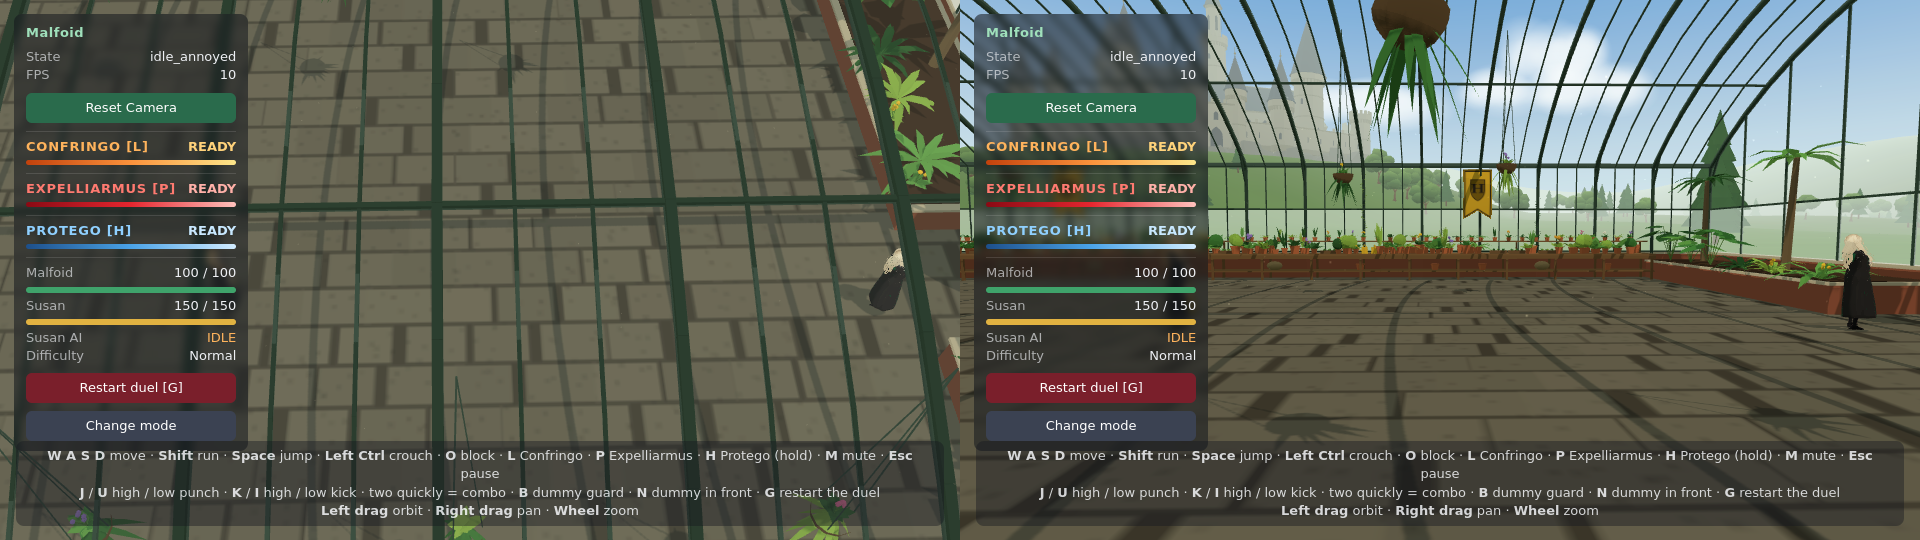 Malfoid
State idle_annoyed
FPS 10
Reset Camera
CONFRINGO [L] READY
EXPELLIARMUS [P] READY
PROTEGO [H] READY
Malfoid 100 / 100
Susan 150 / 150
Susan AI IDLE
Difficulty Normal
Restart duel [G]
Change mode
W A S D move · Shift run · Space jump · Left Ctrl crouch · O block · L Confringo · P Expelliarmus · H Protego (hold) · M mute · Esc
pause
J / U high / low punch · K / I high / low kick · two quickly = combo · B dummy guard · N dummy in front · G restart the duel
Left drag orbit · Right drag pan · Wheel zoom
Malfoid
State idle_annoyed
FPS 10
Reset Camera
CONFRINGO [L] READY
EXPELLIARMUS [P] READY
PROTEGO [H] READY
Malfoid 100 / 100
Susan 150 / 150
Susan AI IDLE
Difficulty Normal
Restart duel [G]
Change mode
H
W A S D move · Shift run · Space jump · Left Ctrl crouch · O block · L Confringo · P Expelliarmus · H Protego (hold) · M mute · Esc
pause
J / U high / low punch · K / I high / low kick · two quickly = combo · B dummy guard · N dummy in front · G restart the duel
Left drag orbit · Right drag pan · Wheel zoom